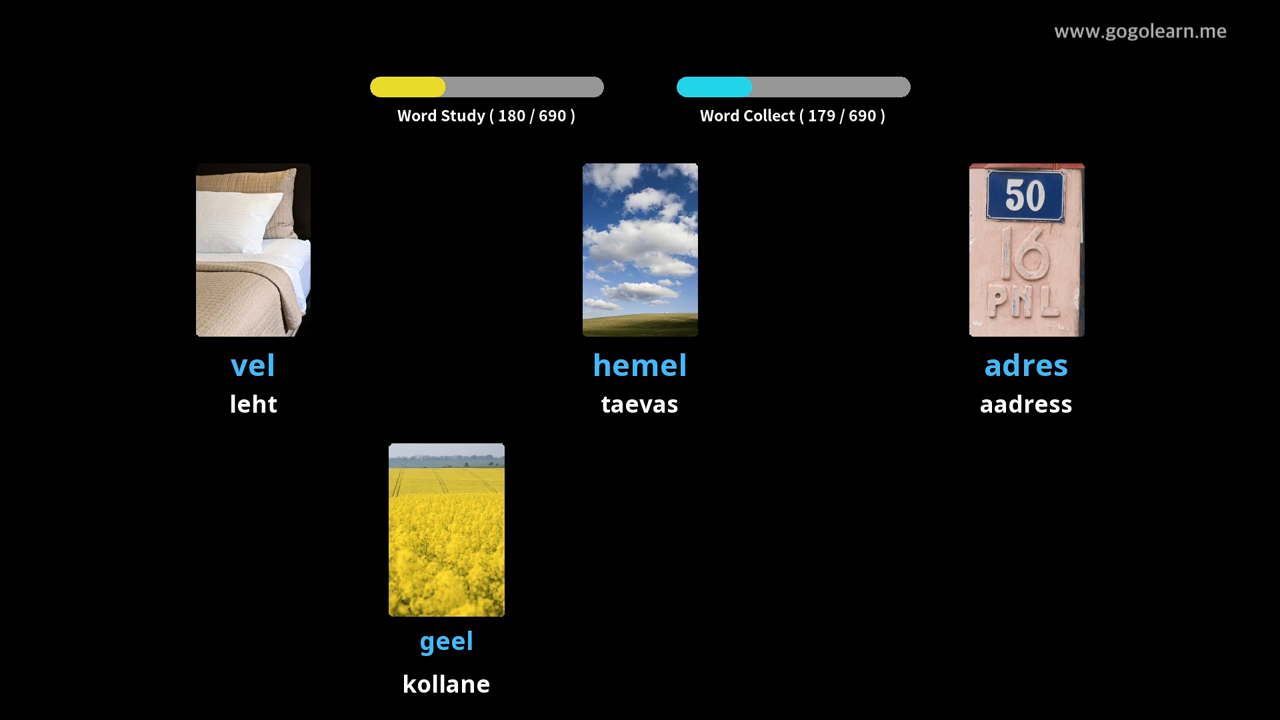 www.gogolearn.me
Word Study ( 180 / 690 )
Word Collect ( 179 / 690 )
50
16
PNL
vel
leht
hemel
taevas
adres
aadress
geel
kollane